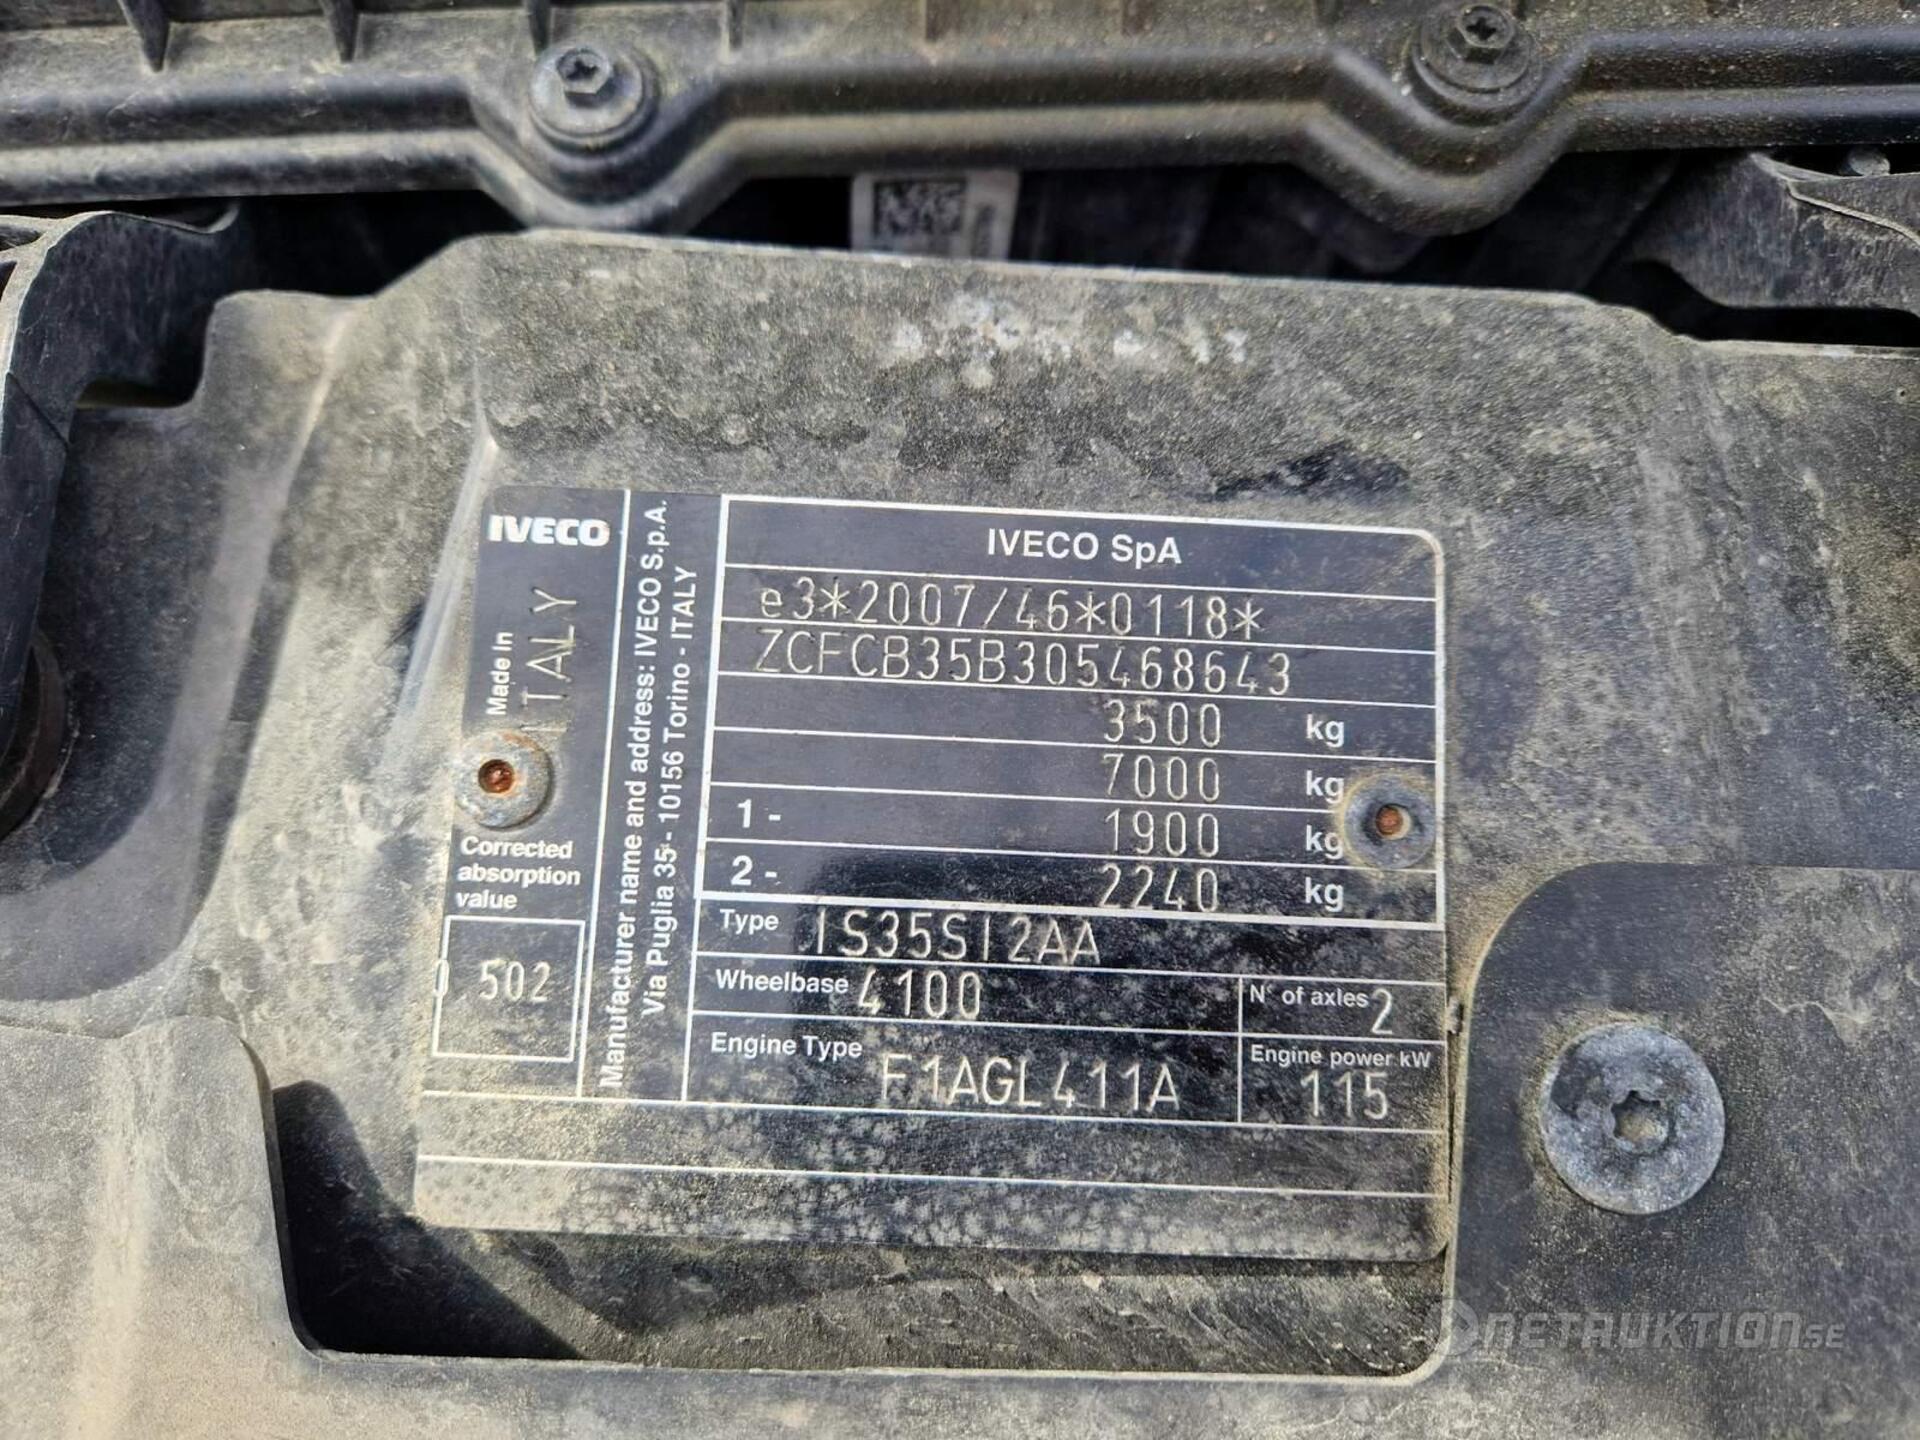 IVECO
Made in
ITALY
Corrected
absorption
value
0 502
Manufacturer name and address: IVECO S.p.A.
Via Puglia 35 - 10156 Torino - ITALY
IVECO SpA
e3*2007/46*0118*
ZCFCB35B305468643
3500 kg
7000 kg
1 - 1900 kg
2 - 2240 kg
Type IS35SI2AA
Wheelbase 4100
N° of axles 2
Engine Type F1AGL411A
Engine power kW
115
NETAUKTION.SE